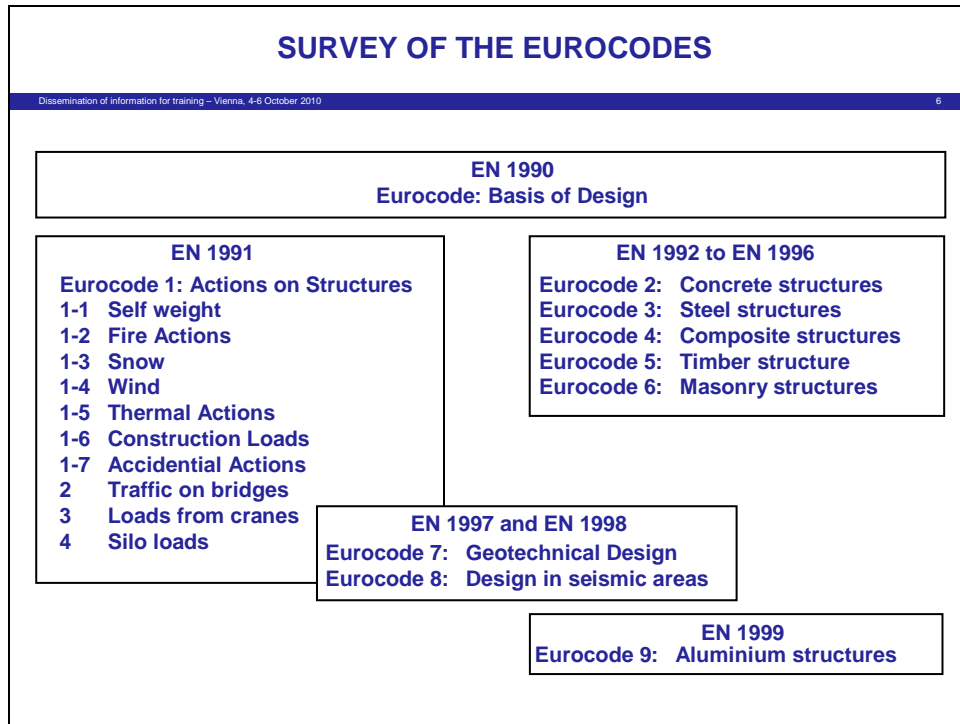 SURVEY OF THE EUROCODES
Dissemination of information for training – Vienna, 4-6 October 2010 6
EN 1990
Eurocode: Basis of Design
EN 1991
Eurocode 1: Actions on Structures
1-1 Self weight
1-2 Fire Actions
1-3 Snow
1-4 Wind
1-5 Thermal Actions
1-6 Construction Loads
1-7 Accidential Actions
2 Traffic on bridges
3 Loads from cranes
4 Silo loads
EN 1992 to EN 1996
Eurocode 2: Concrete structures
Eurocode 3: Steel structures
Eurocode 4: Composite structures
Eurocode 5: Timber structure
Eurocode 6: Masonry structures
EN 1997 and EN 1998
Eurocode 7: Geotechnical Design
Eurocode 8: Design in seismic areas
EN 1999
Eurocode 9: Aluminium structures